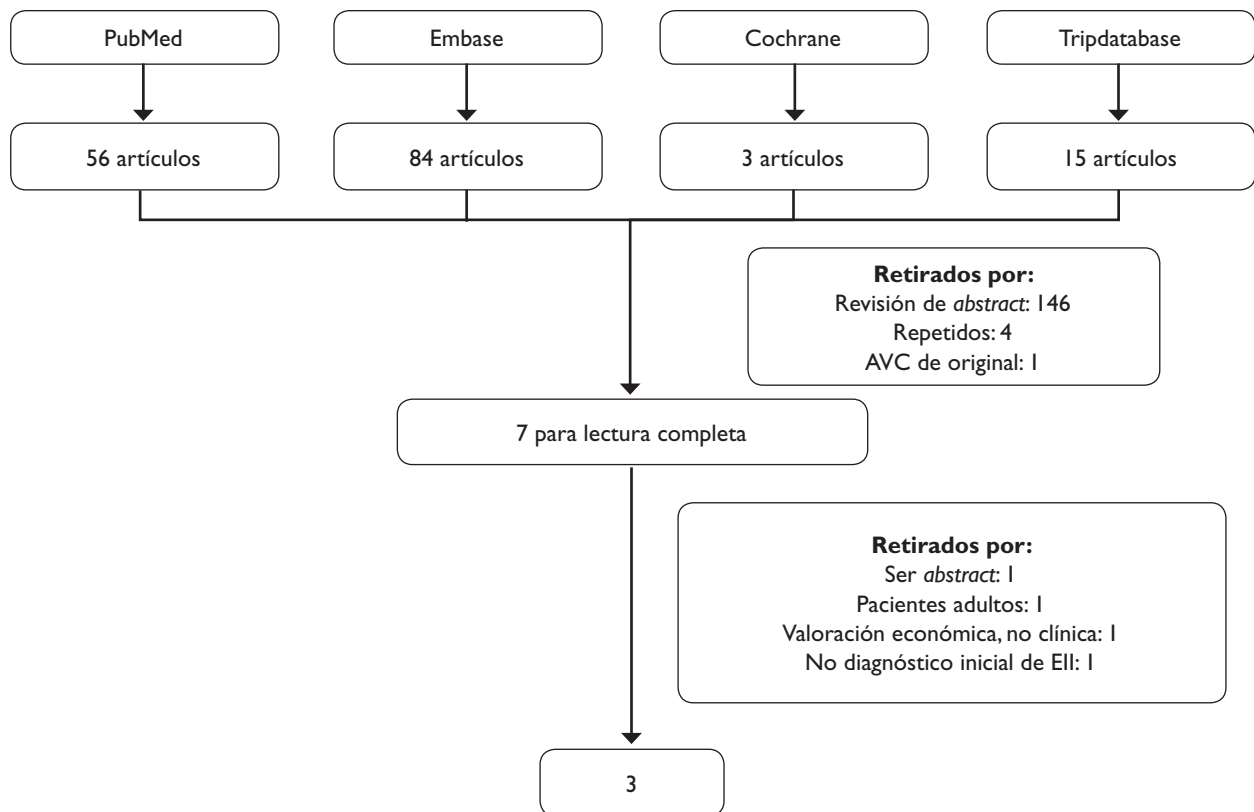 PubMed
Embase
Cochrane
Tripdatabase
56 artículos
84 artículos
3 artículos
15 artículos
Retirados por:
Revisión de abstract: 146
Repetidos: 4
AVC de original: 1
7 para lectura completa
Retirados por:
Ser abstract: 1
Pacientes adultos: 1
Valoración económica, no clínica: 1
No diagnóstico inicial de EII: 1
3